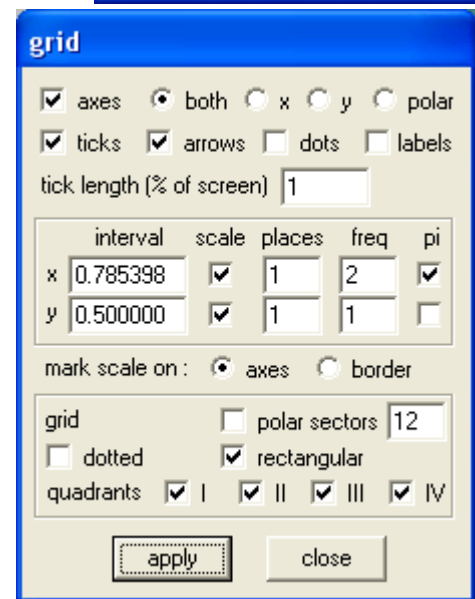 grid
axes both x y polar
ticks arrows dots labels
tick length (% of screen) 1
interval scale places freq pi
x 0.785398 1 2
y 0.500000 1 1
mark scale on : axes border
grid polar sectors 12
dotted rectangular
quadrants I II III IV
apply close